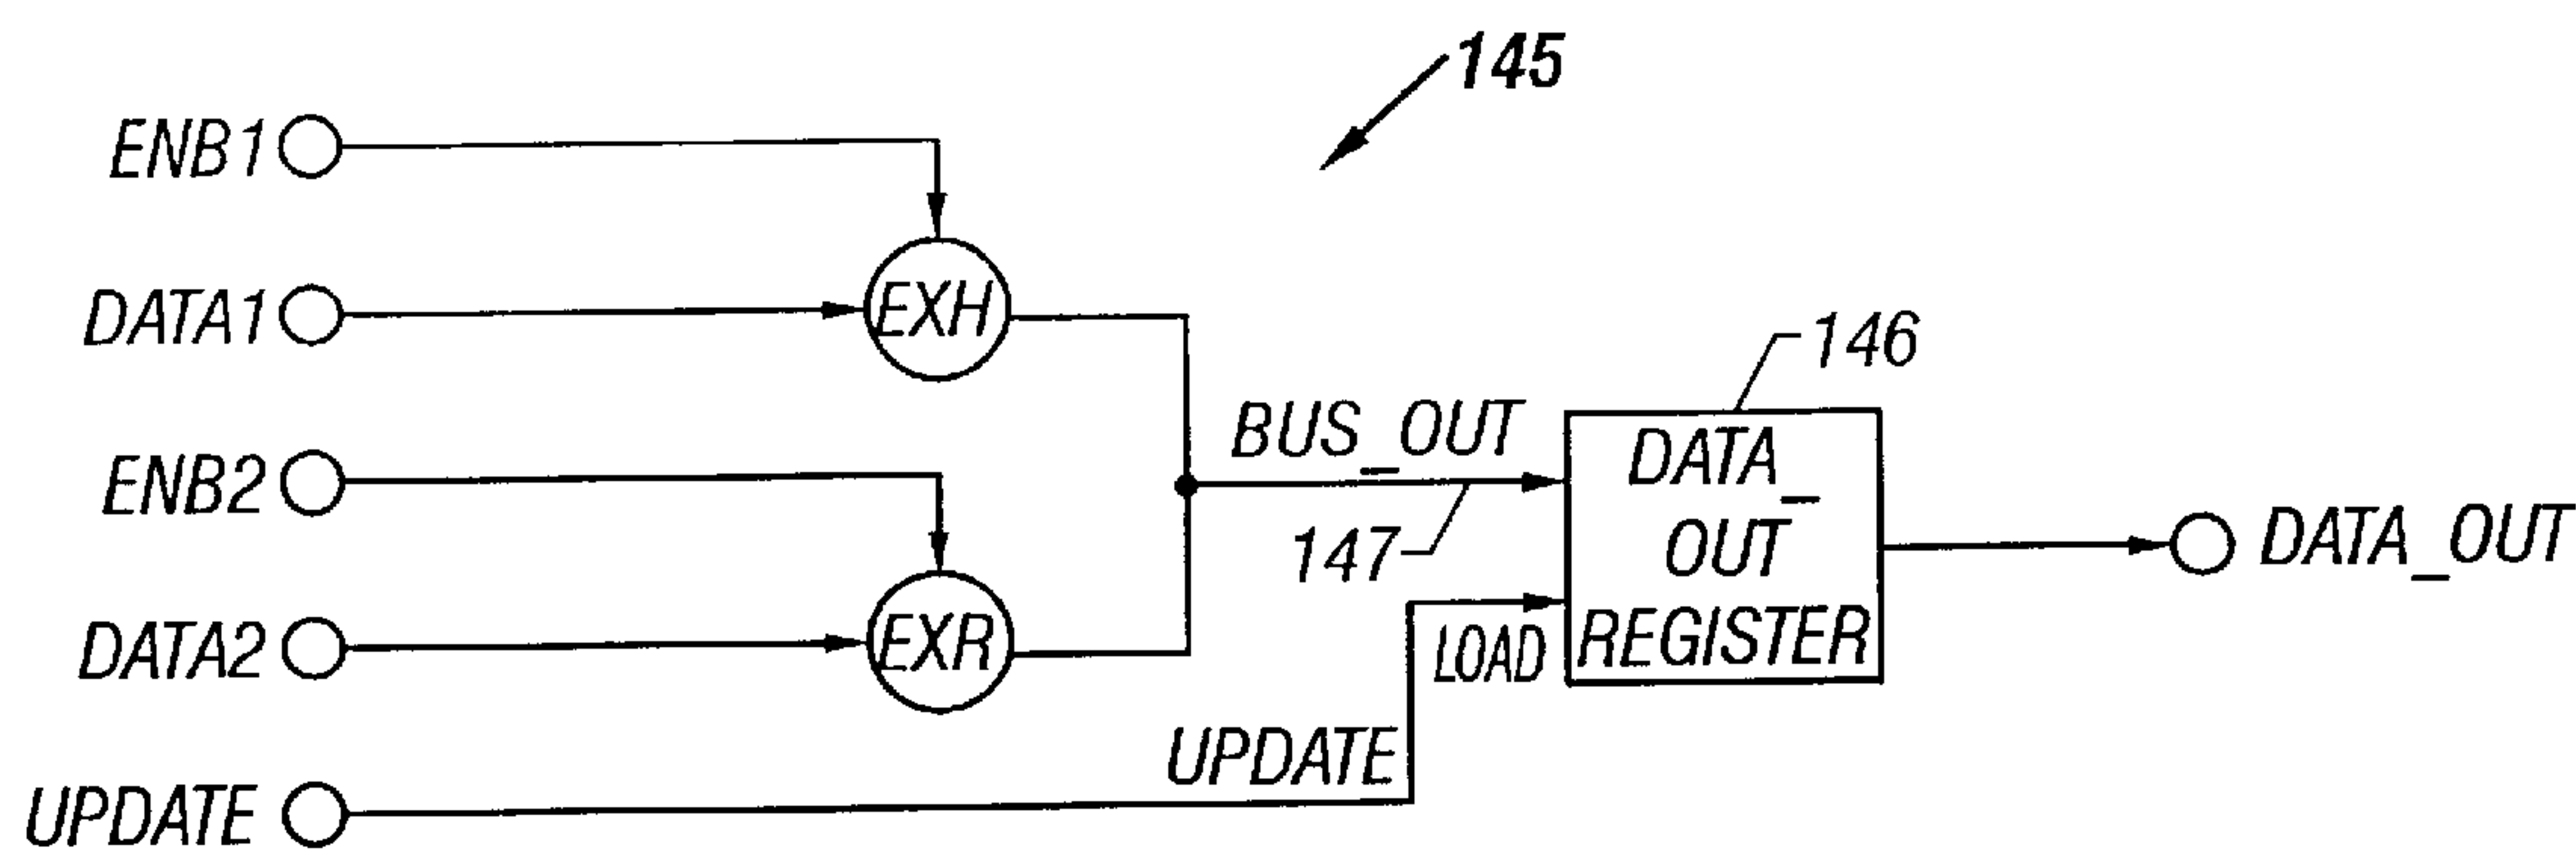 145
ENB1
DATA1
EXH
146
BUS_OUT
DATA_
OUT
REGISTER
ENB2
147
DATA_OUT
DATA2
EXR
LOAD
UPDATE
UPDATE